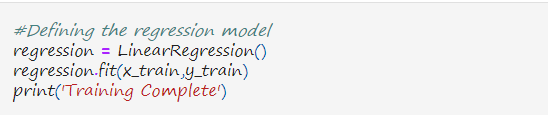 #Defining the regression model
regression = LinearRegression()
regression.fit(x_train,y_train)
print('Training Complete')